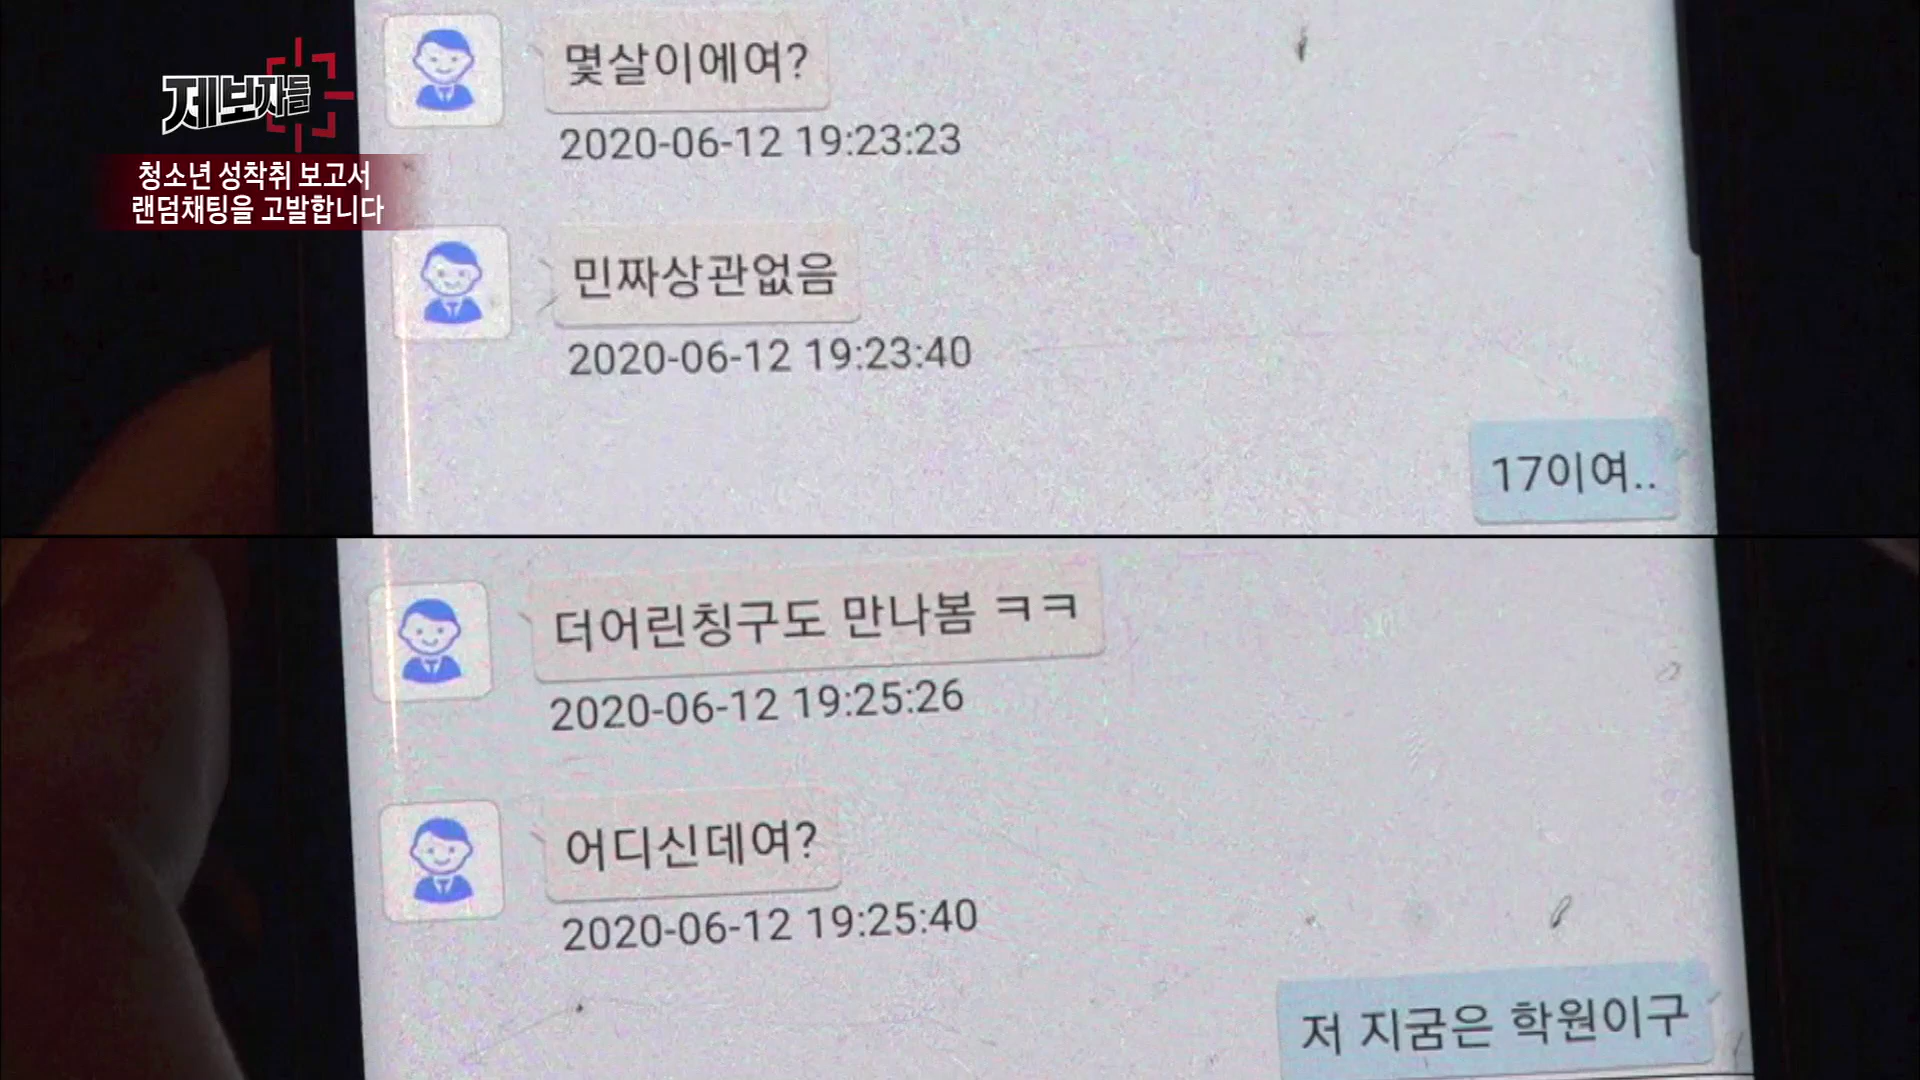 제보자들
청소년 성착취 보고서
랜덤채팅을 고발합니다
몇살이에여?
2020-06-12 19:23:23
민짜상관없음
2020-06-12 19:23:40
17이여..
더어린칭구도 만나봄 ㅋㅋ
2020-06-12 19:25:26
어디신데여?
2020-06-12 19:25:40
저 지굼은 학원이구